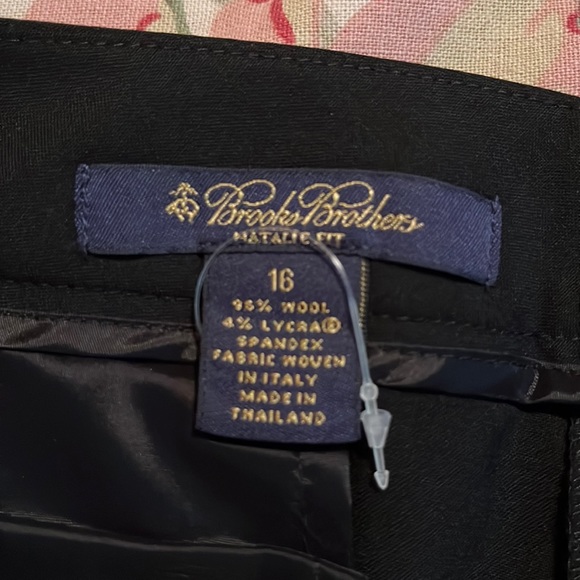 Brooks Brothers
NATALIE FIT
16
96% WOOL
4% LYCRA®
SPANDEX
FABRIC WOVEN
IN ITALY
MADE IN
THAILAND